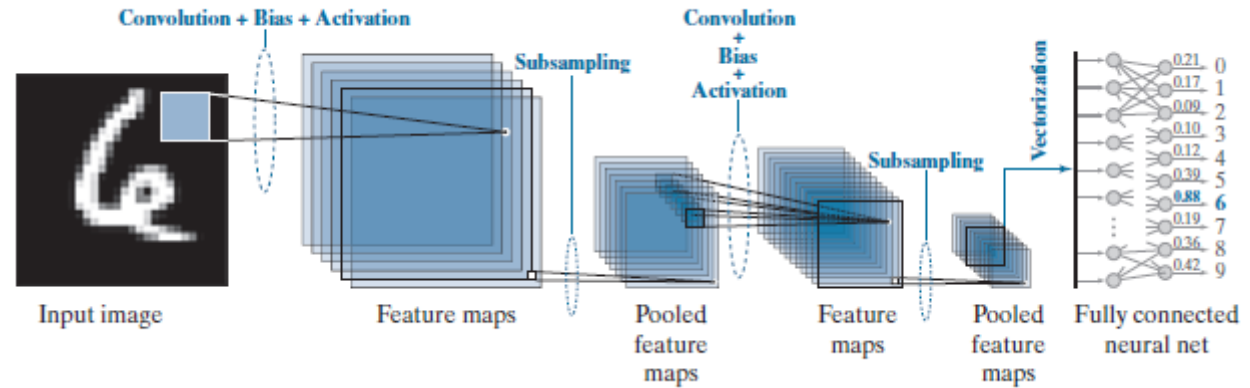 Convolution + Bias + Activation
Subsampling
Convolution
+
Bias
+
Activation
Subsampling
Vectorization
0.21 0
0.17 1
0.09 2
0.10 3
0.12 4
0.39 5
0.88 6
0.19 7
0.36 8
0.42 9
Input image
Feature maps
Pooled
feature
maps
Feature
maps
Pooled
feature
maps
Fully connected
neural net